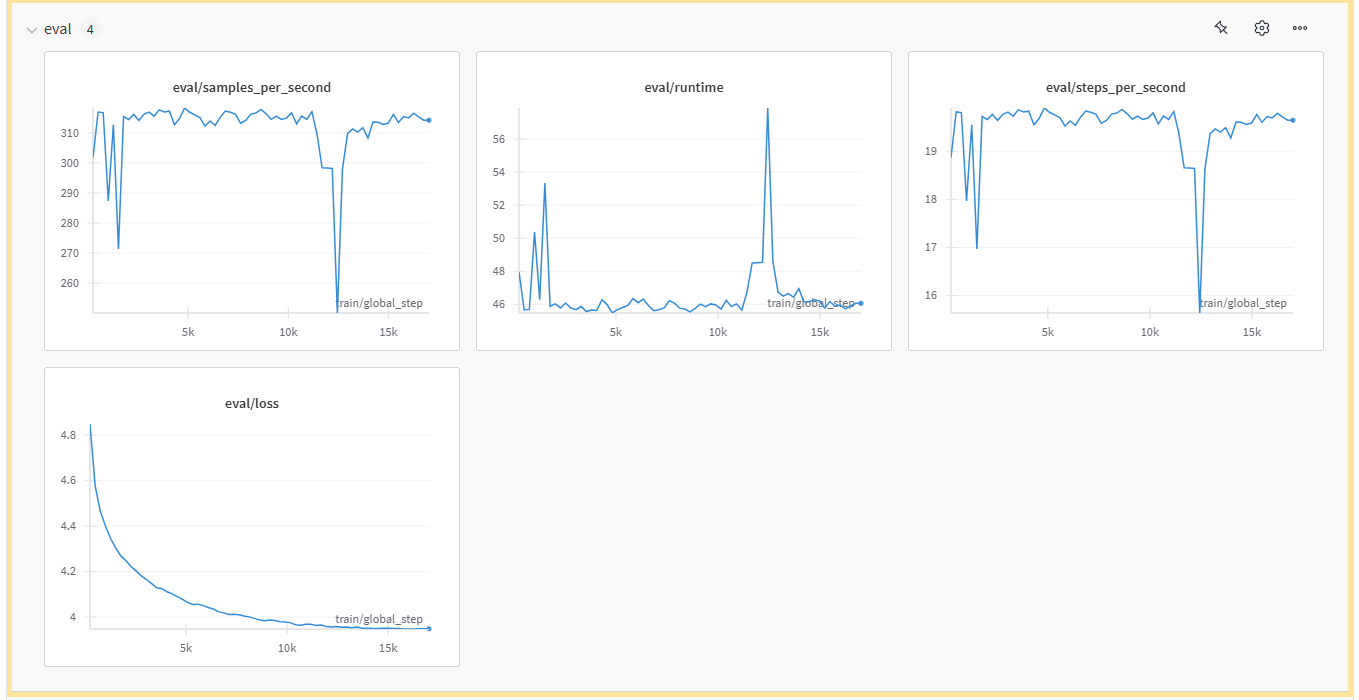 eval 4
eval/samples_per_second
310
300
290
280
270
260
train/global_step
5k 10k 15k
eval/runtime
56
54
52
50
48
46
train/global_step
5k 10k 15k
eval/steps_per_second
19
18
17
16
train/global_step
5k 10k 15k
eval/loss
4.8
4.6
4.4
4.2
4
train/global_step
5k 10k 15k